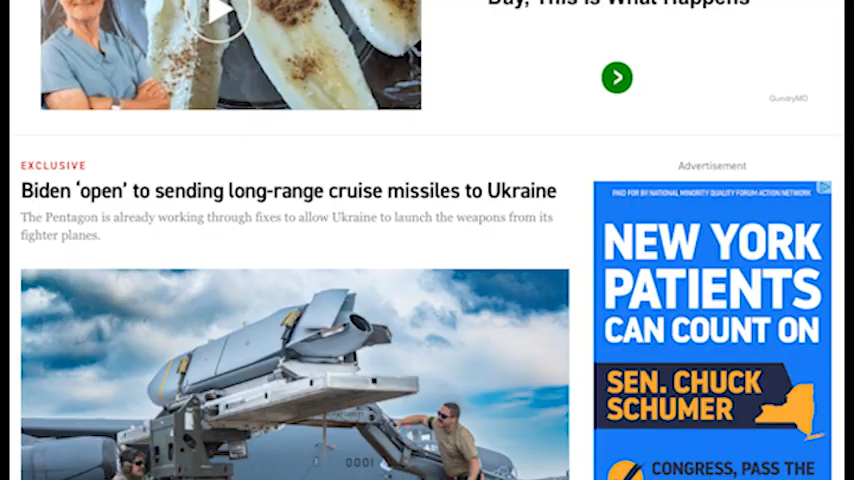 Day, This is What Happens
GundryMD
EXCLUSIVE
Biden ‘open’ to sending long-range cruise missiles to Ukraine
The Pentagon is already working through fixes to allow Ukraine to launch the weapons from its
fighter planes.
0001
Advertisement
PAID FOR BY NATIONAL MINORITY QUALITY FORUM ACTION NETWORK
NEW YORK
PATIENTS
CAN COUNT ON
SEN. CHUCK
SCHUMER
CONGRESS, PASS THE